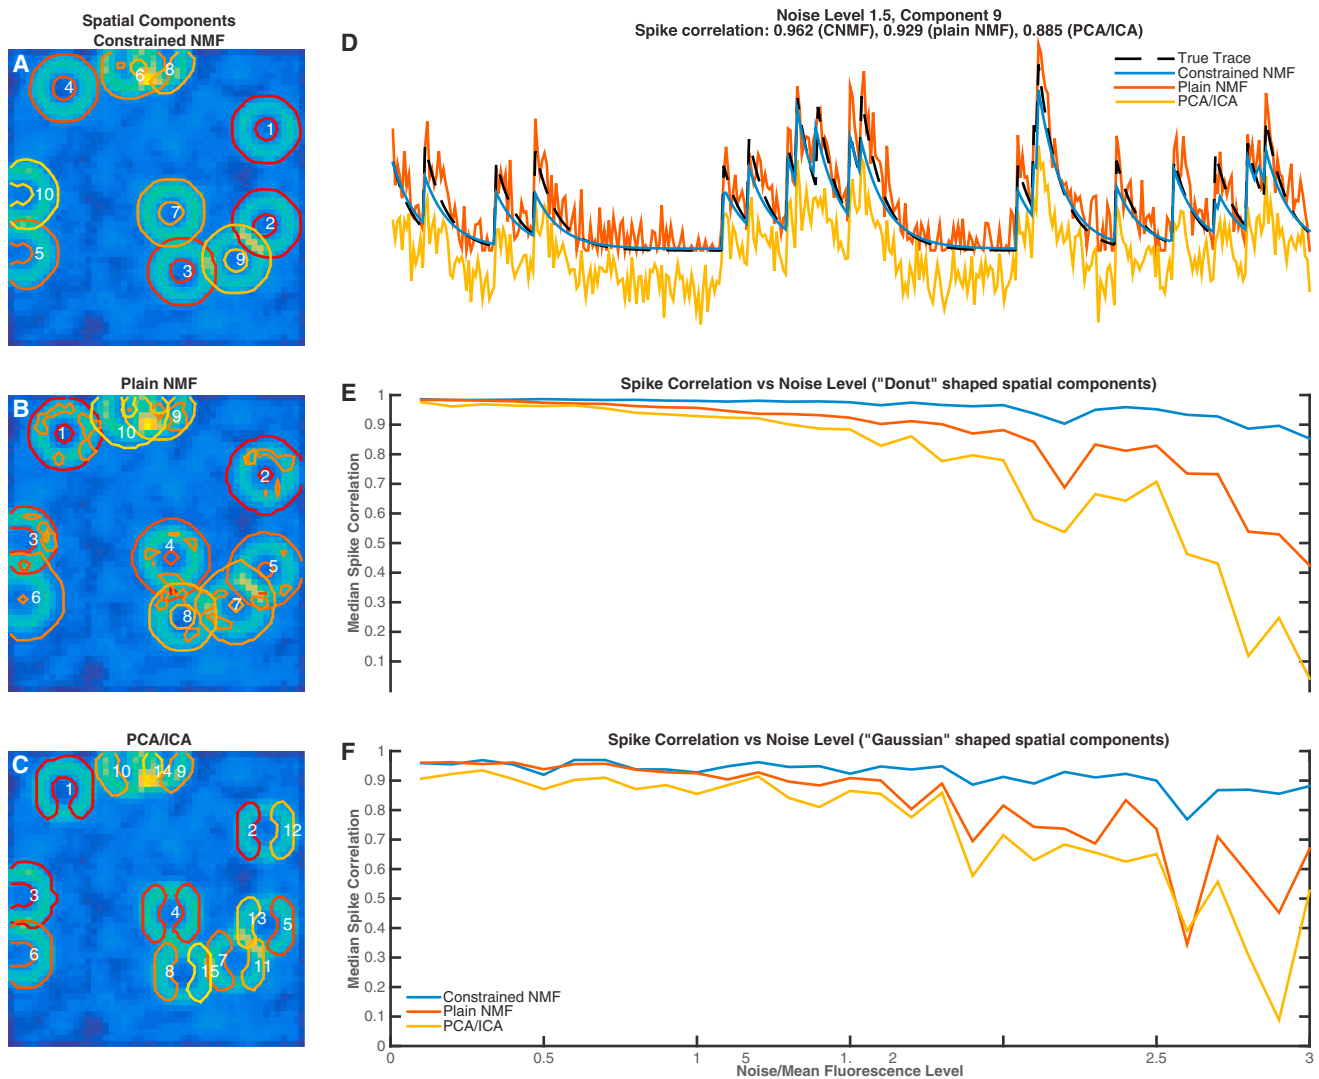 Spatial Components
Constrained NMF
A
4
6
8
1
10
7
2
5
3
9
Plain NMF
B
1
10
9
2
3
4
5
6
8
7
PCA/ICA
C
1
10
14
9
2
12
3
4
13
5
6
8
15
7
11
D
Noise Level 1.5, Component 9
Spike correlation: 0.962 (CNMF), 0.929 (plain NMF), 0.885 (PCA/ICA)
True Trace
Constrained NMF
Plain NMF
PCA/ICA
E
Spike Correlation vs Noise Level ("Donut" shaped spatial components)
Median Spike Correlation
1
0.9
0.8
0.7
0.6
0.5
0.4
0.3
0.2
0.1
F
Spike Correlation vs Noise Level ("Gaussian" shaped spatial components)
Median Spike Correlation
1
0.9
0.8
0.7
0.6
0.5
0.4
0.3
0.2
0.1
0
Constrained NMF
Plain NMF
PCA/ICA
0 0.5 1 5 1. 2 2.5 3
Noise/Mean Fluorescence Level